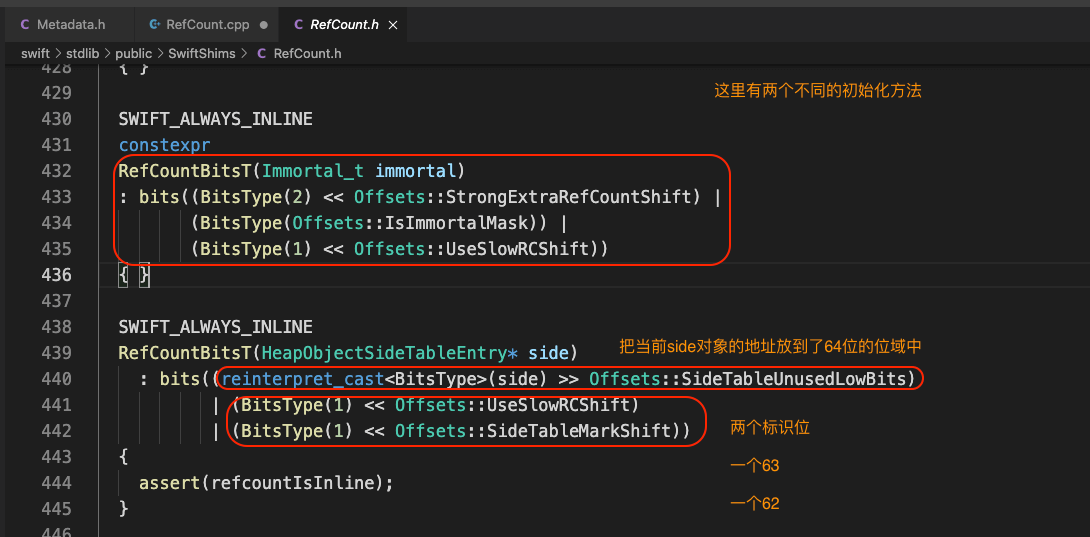 Metadata.h
RefCount.cpp
RefCount.h
swift > stdlib > public > SwiftShims > C RefCount.h
428 { }
429 这里有两个不同的初始化方法
430 SWIFT_ALWAYS_INLINE
431 constexpr
432 RefCountBitsT(Immortal_t immortal)
433 : bits((BitsType(2) << Offsets::StrongExtraRefCountShift) |
434 (BitsType(Offsets::IsImmortalMask)) |
435 (BitsType(1) << Offsets::UseSlowRCShift))
436 { }
437
438 SWIFT_ALWAYS_INLINE
439 RefCountBitsT(HeapObjectSideTableEntry* side) 把当前side对象的地址放到了64位的位域中
440 : bits((reinterpret_cast<BitsType>(side) >> Offsets::SideTableUnusedLowBits)
441 | (BitsType(1) << Offsets::UseSlowRCShift)
442 | (BitsType(1) << Offsets::SideTableMarkShift)) 两个标识位
443 {
一个63
444 assert(refcountIsInline);
445 }
一个62
446